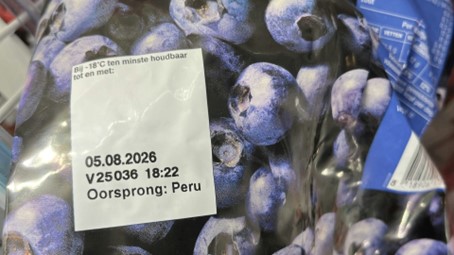 Bij -18°C ten minste houdbaar
tot en met:
05.08.2026
V25036 18:22
Oorsprong: Peru